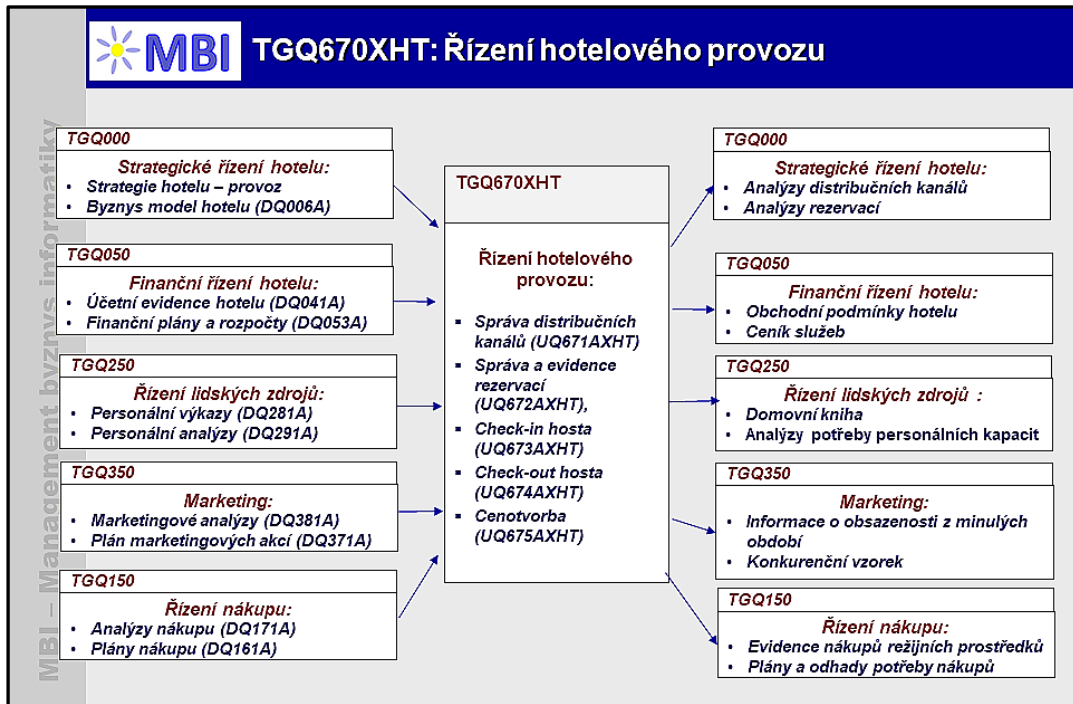 MBI
TGQ670XHT: Řízení hotelového provozu
MBI – Management byznys informatiky
TGQ000
Strategické řízení hotelu:
• Strategie hotelu – provoz
• Byznys model hotelu (DQ006A)
TGQ050
Finanční řízení hotelu:
• Účetní evidence hotelu (DQ041A)
• Finanční plány a rozpočty (DQ053A)
TGQ250
Řízení lidských zdrojů:
• Personální výkazy (DQ281A)
• Personální analýzy (DQ291A)
TGQ350
Marketing:
• Marketingové analýzy (DQ381A)
• Plán marketingových akcí (DQ371A)
TGQ150
Řízení nákupu:
• Analýzy nákupu (DQ171A)
• Plány nákupu (DQ161A)
TGQ670XHT
Řízení hotelového
provozu:
▪ Správa distribučních
kanálů (UQ671AXHT)
▪ Správa a evidence
rezervací
(UQ672AXHT),
▪ Check-in hosta
(UQ673AXHT)
▪ Check-out hosta
(UQ674AXHT)
▪ Cenotvorba
(UQ675AXHT)
TGQ000
Strategické řízení hotelu:
• Analýzy distribučních kanálů
• Analýzy rezervací
TGQ050
Finanční řízení hotelu:
• Obchodní podmínky hotelu
• Ceník služeb
TGQ250
Řízení lidských zdrojů :
• Domovní kniha
• Analýzy potřeby personálních kapacit
TGQ350
Marketing:
• Informace o obsazenosti z minulých
období
• Konkurenční vzorek
TGQ150
Řízení nákupu:
• Evidence nákupů režijních prostředků
• Plány a odhady potřeby nákupů